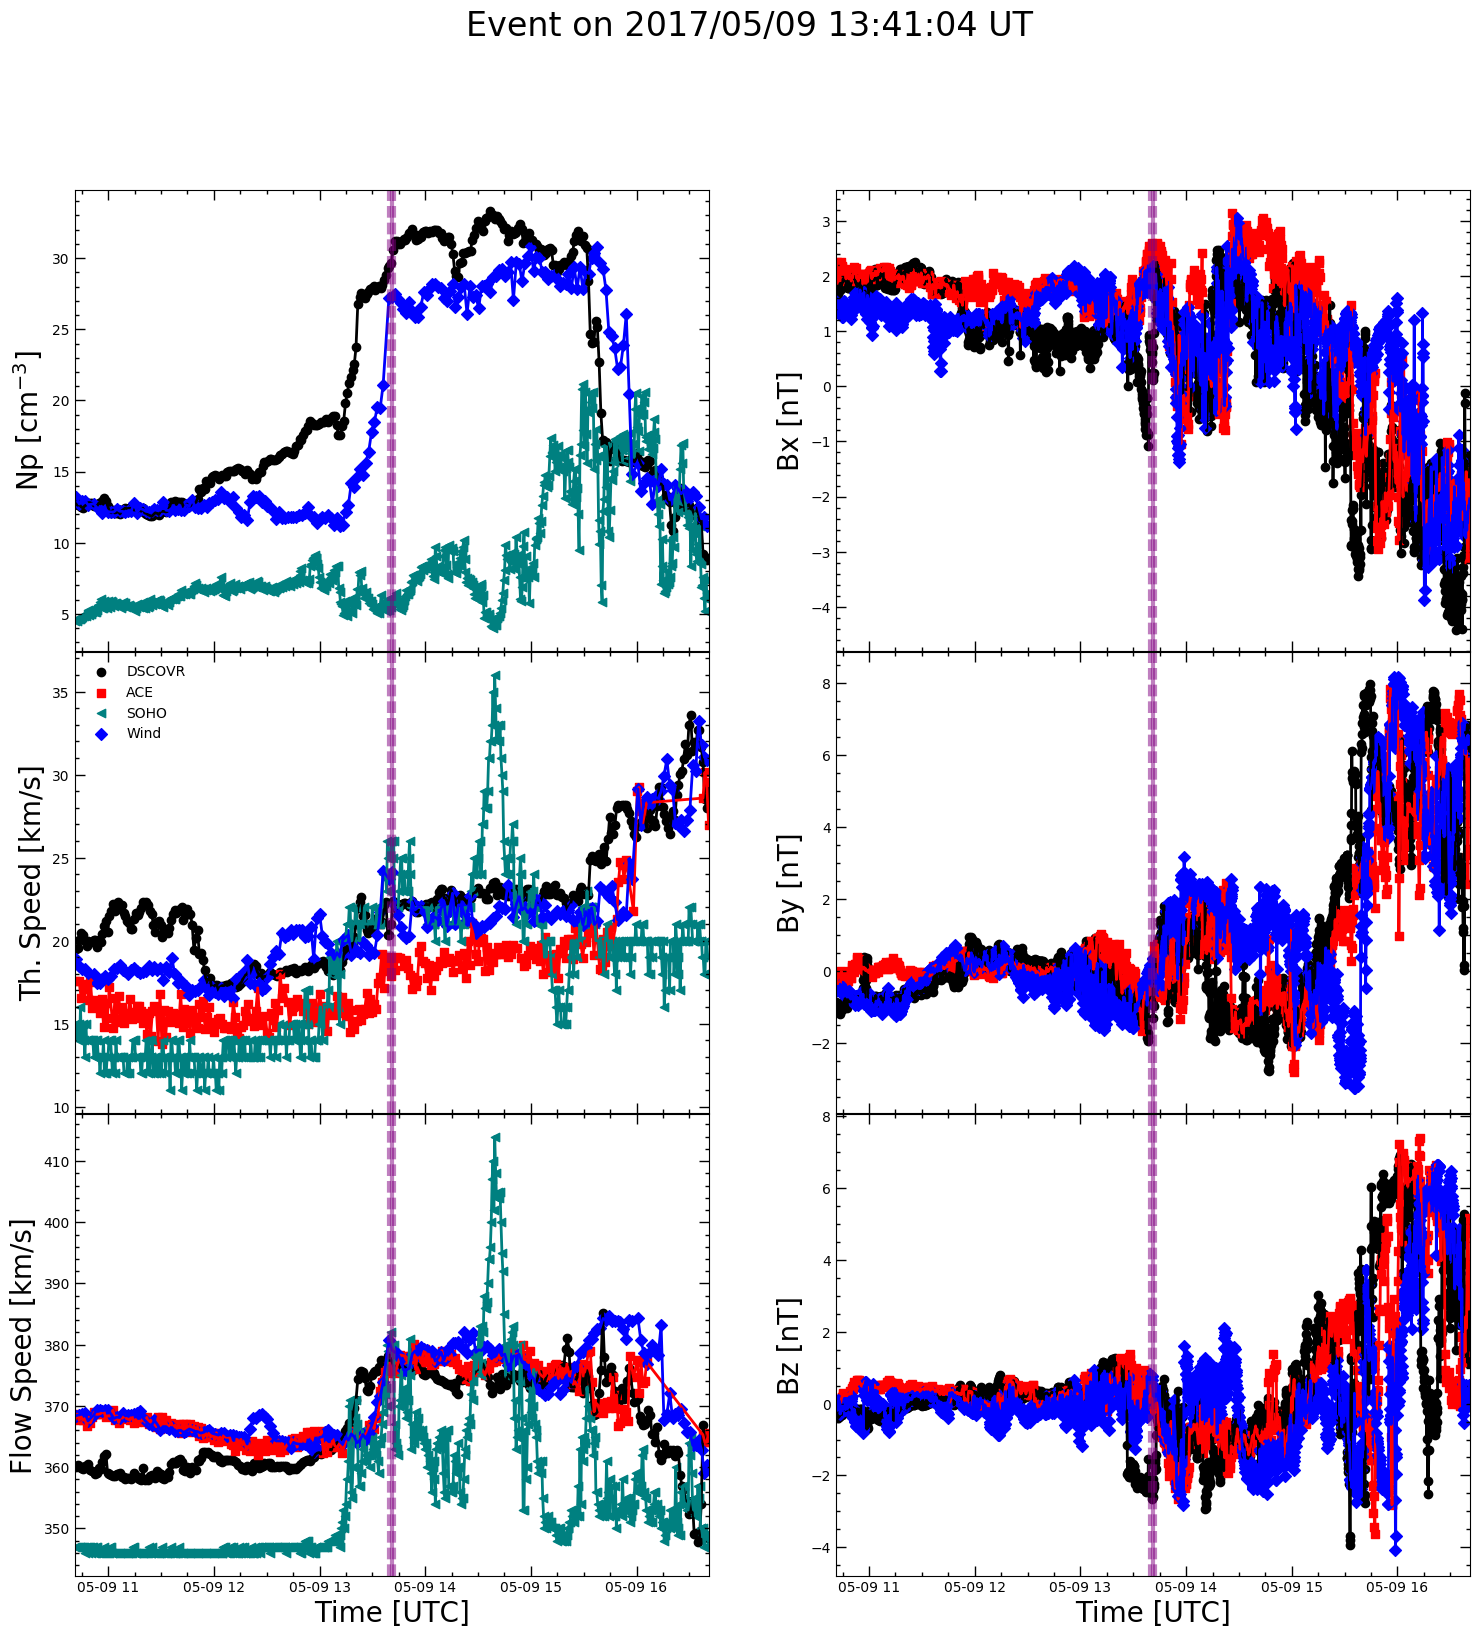 Event on 2017/05/09 13:41:04 UT
Np [cm⁻³]
30
25
20
15
10
5
Bx [nT]
3
2
1
0
−1
−2
−3
−4
DSCOVR
ACE
SOHO
Wind
Th. Speed [km/s]
35
30
25
20
15
10
By [nT]
8
6
4
2
0
−2
Flow Speed [km/s]
410
400
390
380
370
360
350
Bz [nT]
8
6
4
2
0
−2
−4
05-09 11 05-09 12 05-09 13 05-09 14 05-09 15 05-09 16
Time [UTC]
05-09 11 05-09 12 05-09 13 05-09 14 05-09 15 05-09 16
Time [UTC]